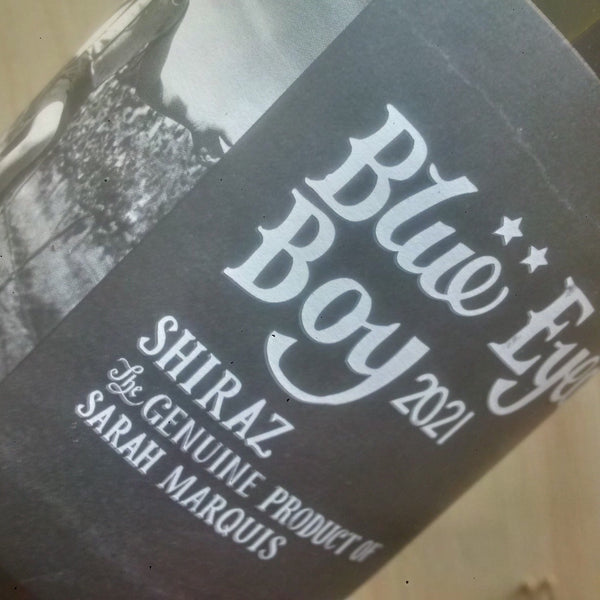 Blue Eye
Boy 2021
SHIRAZ
The GENUINE PRODUCT OF
SARAH MARQUIS